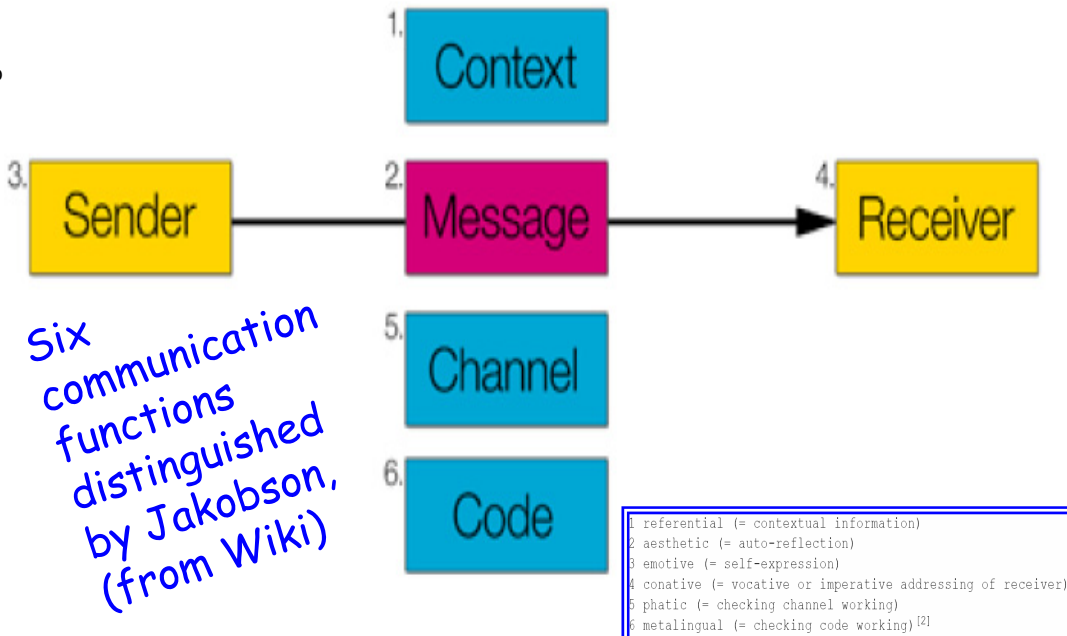 1.
Context
3.
Sender
2.
Message
4.
Receiver
5.
Channel
6.
Code
Six
communication
functions
distinguished
by Jakobson,
(from Wiki)
1 referential (= contextual information)
2 aesthetic (= auto-reflection)
3 emotive (= self-expression)
4 conative (= vocative or imperative addressing of receiver)
5 phatic (= checking channel working)
6 metalingual (= checking code working)[2]